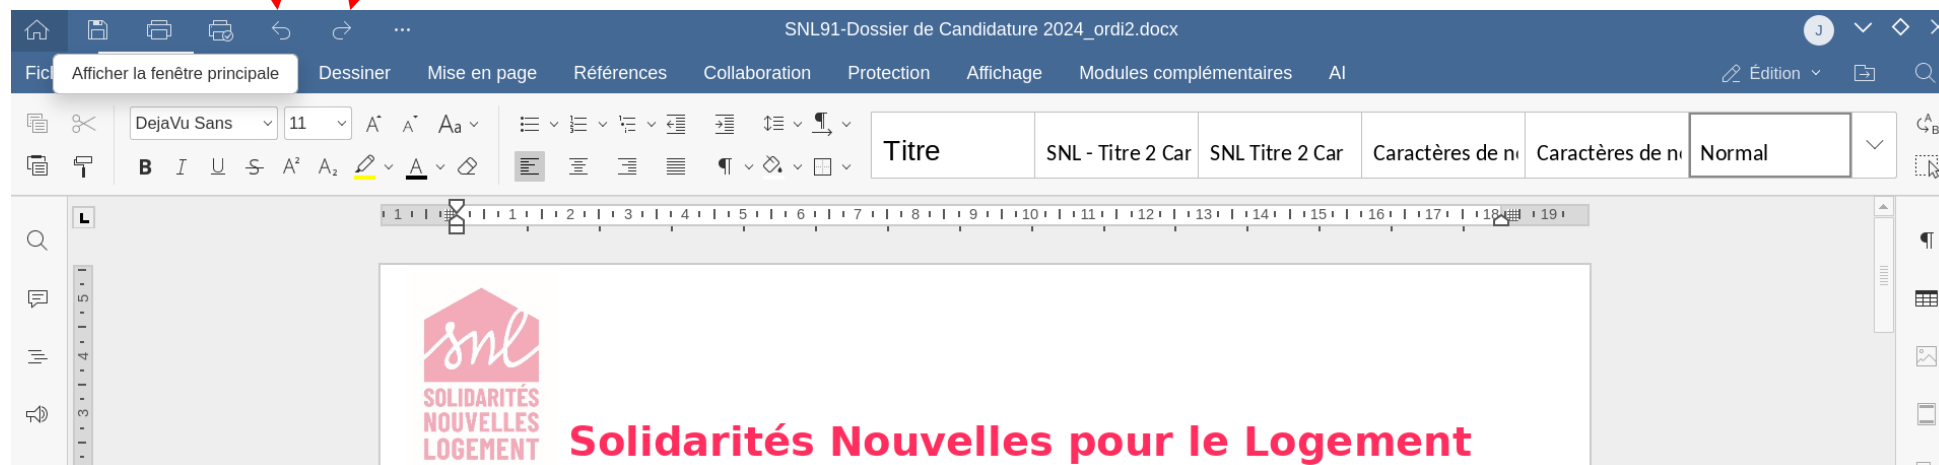 SNL91-Dossier de Candidature 2024_ordi2.docx
J
Afficher la fenêtre principale
Dessiner Mise en page Références Collaboration Protection Affichage Modules complémentaires AI
Édition
DejaVu Sans 11
Titre SNL - Titre 2 Car SNL Titre 2 Car Caractères de Caractères de Normal
1 1 2 3 4 5 6 7 8 9 10 11 12 13 14 15 16 17 18 19
5
4
3
snl
SOLIDARITÉS
NOUVELLES
LOGEMENT
Solidarités Nouvelles pour le Logement